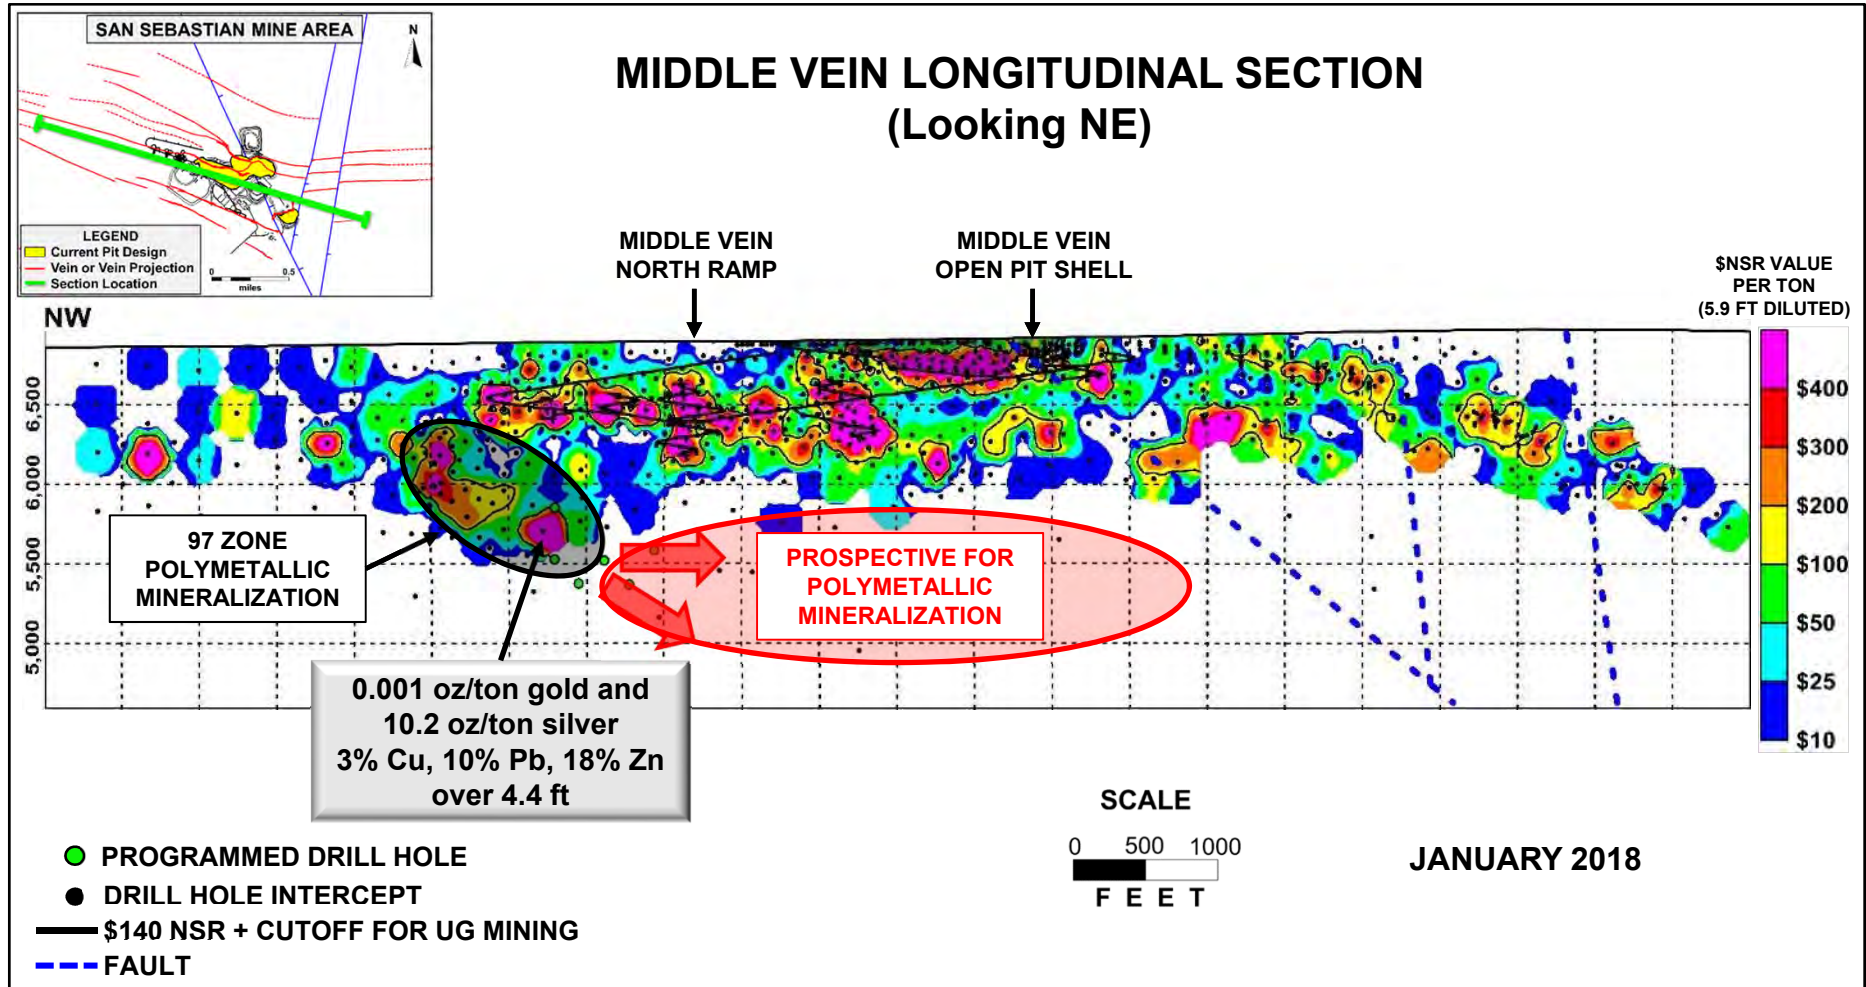 SAN SEBASTIAN MINE AREA
N
LEGEND
Current Pit Design
Vein or Vein Projection
Section Location
0 0.5
miles
MIDDLE VEIN LONGITUDINAL SECTION
(Looking NE)
MIDDLE VEIN
NORTH RAMP
MIDDLE VEIN
OPEN PIT SHELL
$NSR VALUE
PER TON
(5.9 FT DILUTED)
NW
6,500
6,000
5,500
5,000
$400
$300
$200
$100
$50
$25
$10
97 ZONE
POLYMETALLIC
MINERALIZATION
PROSPECTIVE FOR
POLYMETALLIC
MINERALIZATION
0.001 oz/ton gold and
10.2 oz/ton silver
3% Cu, 10% Pb, 18% Zn
over 4.4 ft
SCALE
0 500 1000
FEET
JANUARY 2018
PROGRAMMED DRILL HOLE
DRILL HOLE INTERCEPT
$140 NSR + CUTOFF FOR UG MINING
FAULT